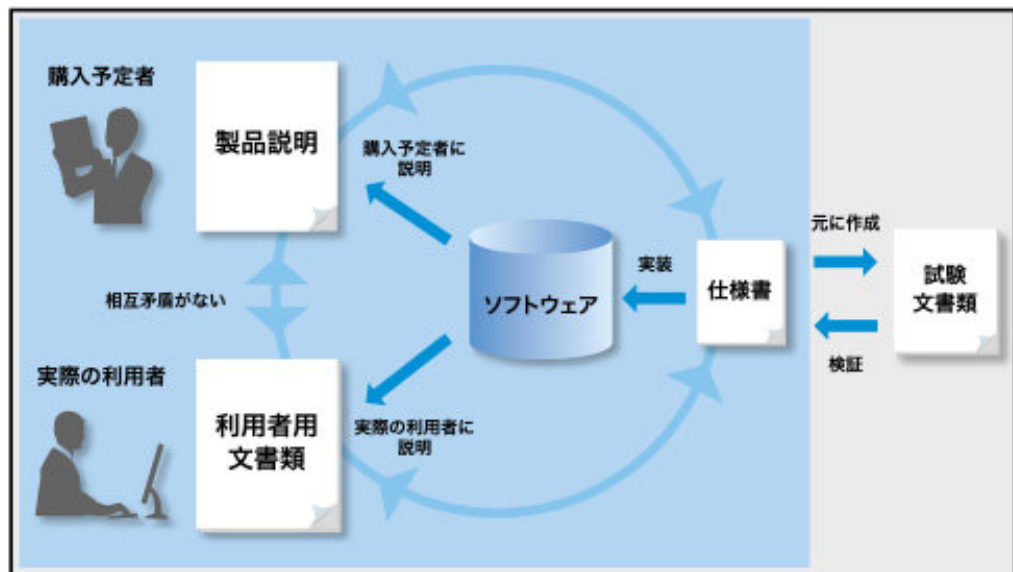 購入予定者
製品説明
購入予定者に
説明
元に作成
実装
仕様書
試験
文書類
ソフトウェア
相互矛盾がない
検証
実際の利用者
利用者用
文書類
実際の利用者に
説明